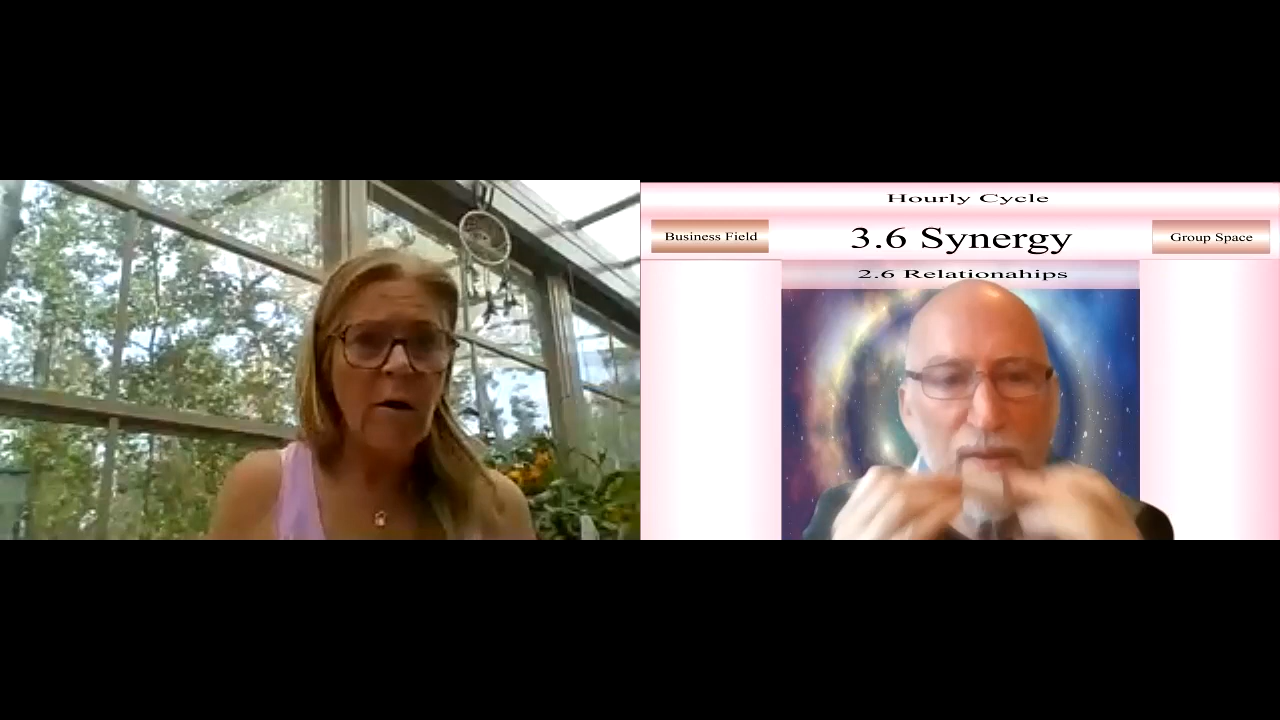 Hourly Cycle
Business Field
3.6 Synergy
Group Space
2.6 Relationahips